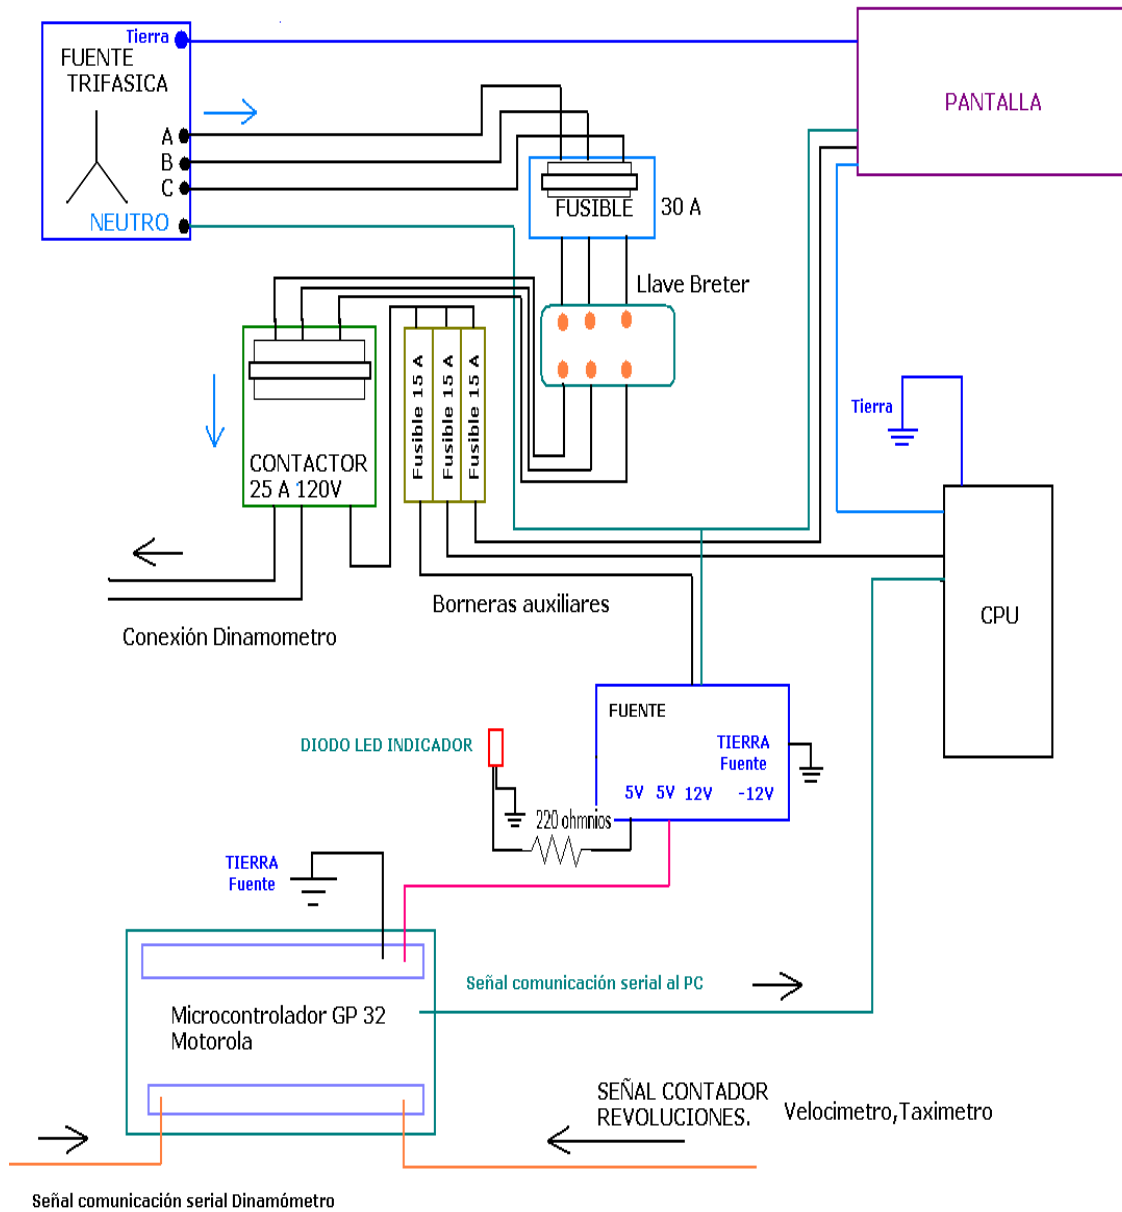 Tierra
FUENTE
TRIFASICA
A
B
C
NEUTRO
PANTALLA
FUSIBLE
30 A
Llave Breter
Fusible 15 A
Fusible 15 A
Fusible 15 A
CONTACTOR
25 A 120V
Tierra
CPU
Borneras auxiliares
Conexión Dinamometro
FUENTE
DIODO LED INDICADOR
TIERRA
Fuente
5V 5V 12V -12V
220 ohmnios
TIERRA
Fuente
Señal comunicación serial al PC
Microcontrolador GP 32
Motorola
SEÑAL CONTADOR
REVOLUCIONES.
Velocimetro,Taximetro
Señal comunicación serial Dinamómetro